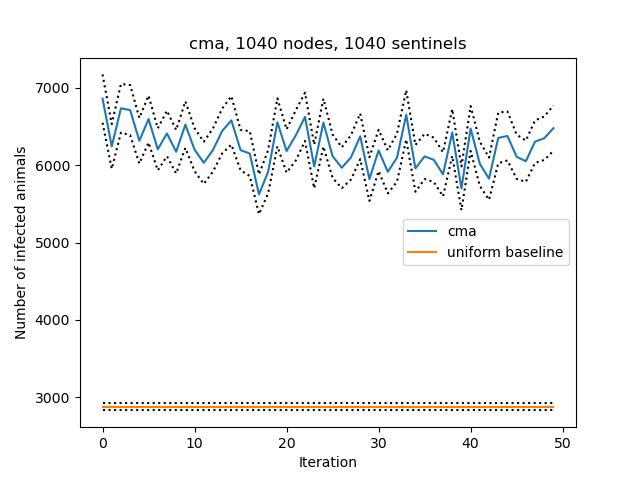 cma, 1040 nodes, 1040 sentinels
7000
6000
5000
4000
3000
Number of infected animals
cma
uniform baseline
0 10 20 30 40 50
Iteration